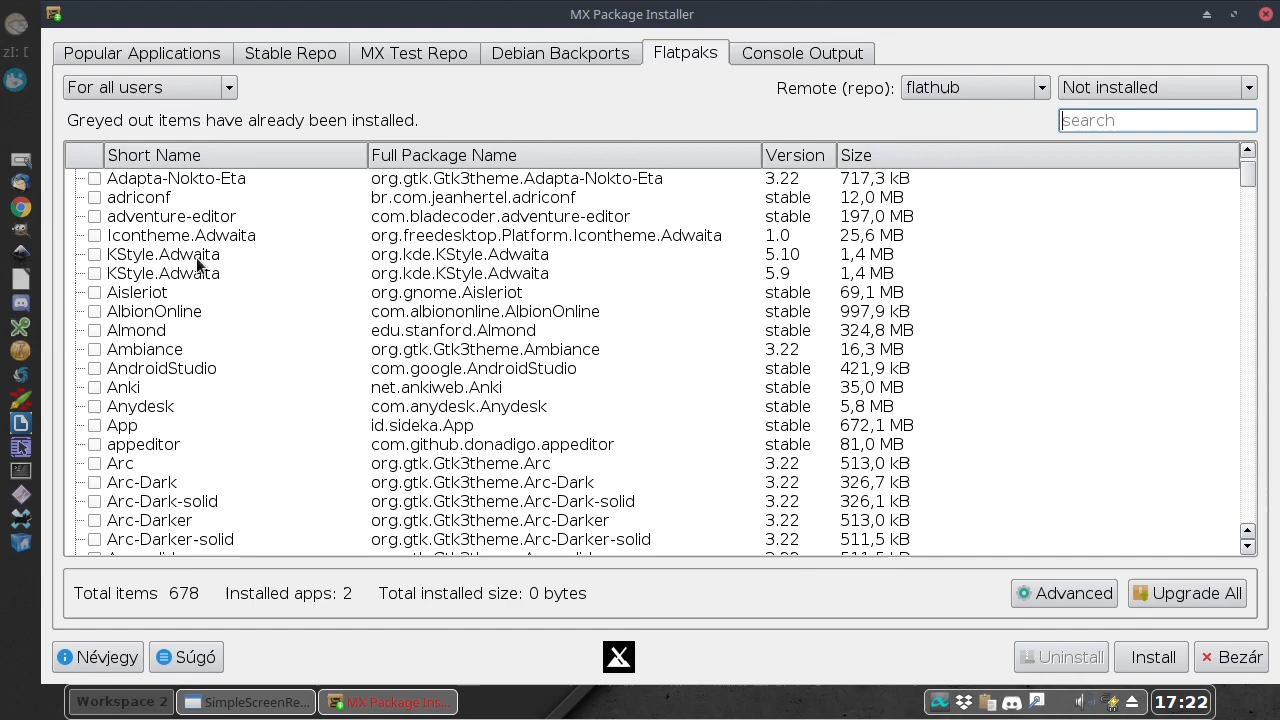 MX Package Installer
Popular Applications Stable Repo MX Test Repo Debian Backports Flatpaks Console Output
For all users Remote (repo): flathub Not installed
Greyed out items have already been installed. search
Short Name Full Package Name Version Size
Adapta-Nokto-Eta org.gtk.Gtk3theme.Adapta-Nokto-Eta 3.22 717,3 kB
adriconf br.com.jeanhertel.adriconf stable 12,0 MB
adventure-editor com.bladecoder.adventure-editor stable 197,0 MB
Icontheme.Adwaita org.freedesktop.Platform.Icontheme.Adwaita 1.0 25,6 MB
KStyle.Adwaita org.kde.KStyle.Adwaita 5.10 1,4 MB
KStyle.Adwaita org.kde.KStyle.Adwaita 5.9 1,4 MB
Aisleriot org.gnome.Aisleriot stable 69,1 MB
AlbionOnline com.albiononline.AlbionOnline stable 997,9 kB
Almond edu.stanford.Almond stable 324,8 MB
Ambiance org.gtk.Gtk3theme.Ambiance 3.22 16,3 MB
AndroidStudio com.google.AndroidStudio stable 421,9 kB
Anki net.ankiweb.Anki stable 35,0 MB
Anydesk com.anydesk.Anydesk stable 5,8 MB
App id.sideka.App stable 672,1 MB
appeditor com.github.donadigo.appeditor stable 81,0 MB
Arc org.gtk.Gtk3theme.Arc 3.22 513,0 kB
Arc-Dark org.gtk.Gtk3theme.Arc-Dark 3.22 326,7 kB
Arc-Dark-solid org.gtk.Gtk3theme.Arc-Dark-solid 3.22 326,1 kB
Arc-Darker org.gtk.Gtk3theme.Arc-Darker 3.22 513,0 kB
Arc-Darker-solid org.gtk.Gtk3theme.Arc-Darker-solid 3.22 511,5 kB
Total items 678 Installed apps: 2 Total installed size: 0 bytes Advanced Upgrade All
Névjegy Súgó Uninstall Install Bezár
Workspace 2 SimpleScreenRe... MX Package Ins... 17:22